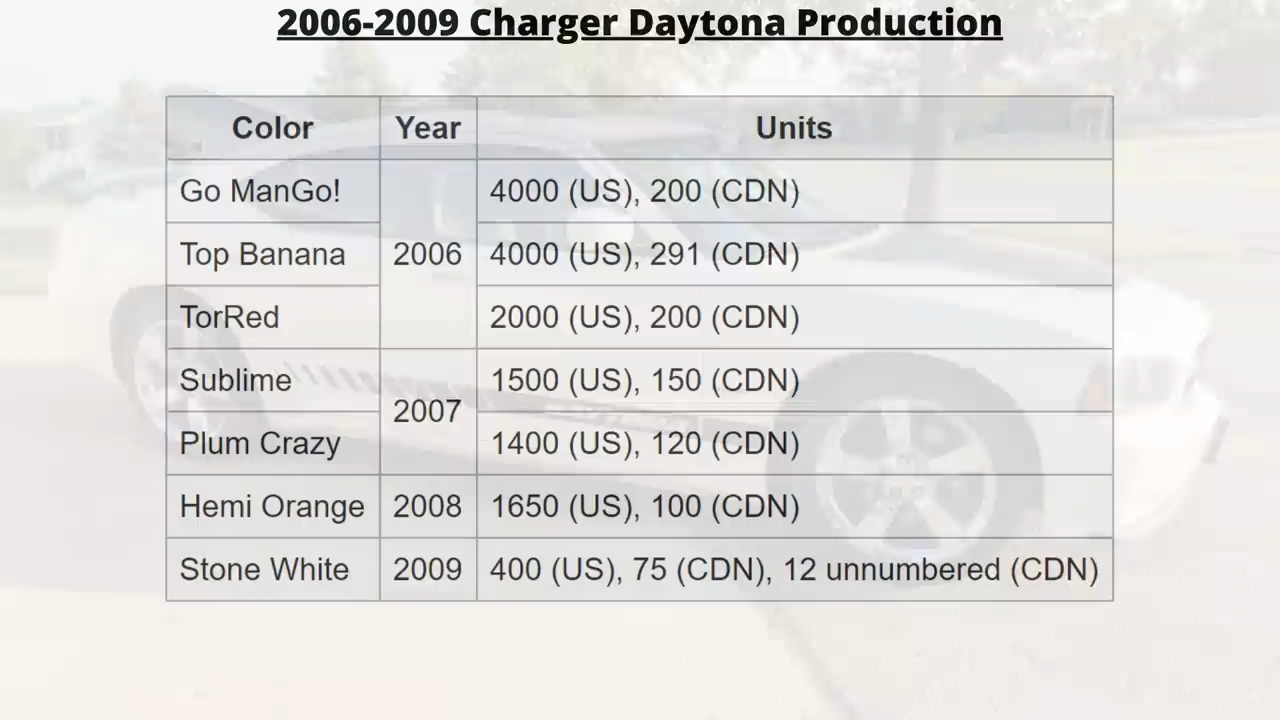 2006-2009 Charger Daytona Production
Color Year Units
Go ManGo! 4000 (US), 200 (CDN)
Top Banana 2006 4000 (US), 291 (CDN)
TorRed 2000 (US), 200 (CDN)
Sublime 1500 (US), 150 (CDN)
2007
Plum Crazy 1400 (US), 120 (CDN)
Hemi Orange 2008 1650 (US), 100 (CDN)
Stone White 2009 400 (US), 75 (CDN), 12 unnumbered (CDN)